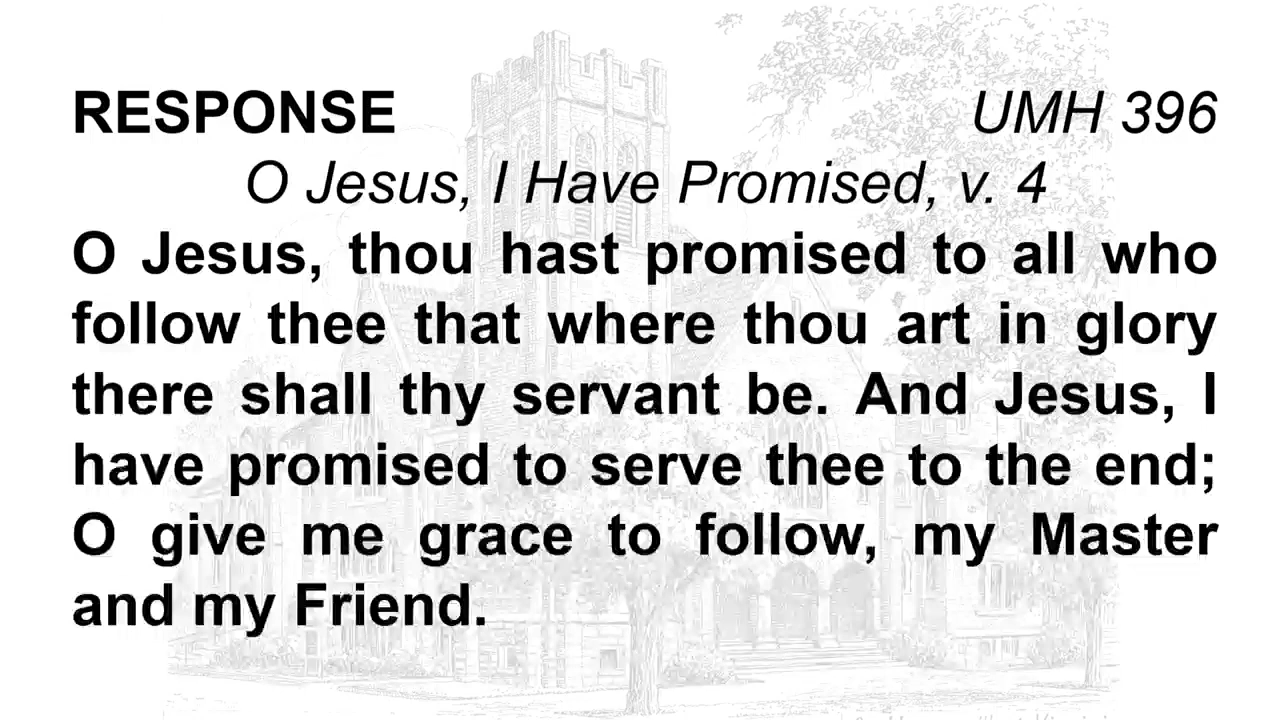 RESPONSE UMH 396
O Jesus, I Have Promised, v. 4
O Jesus, thou hast promised to all who
follow thee that where thou art in glory
there shall thy servant be. And Jesus, I
have promised to serve thee to the end;
O give me grace to follow, my Master
and my Friend.